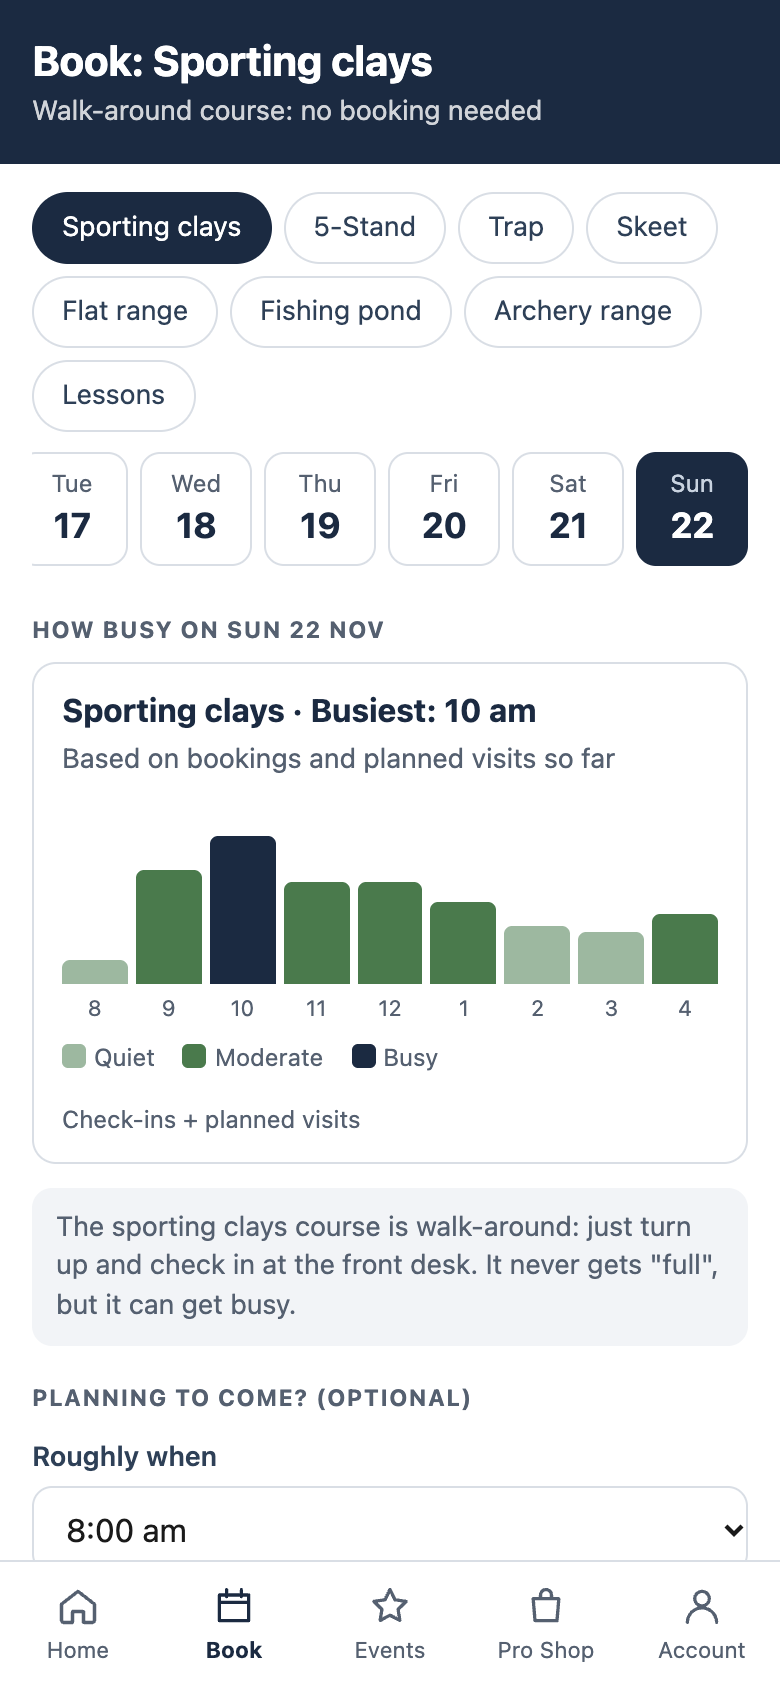 Book: Sporting clays
Walk-around course: no booking needed
Sporting clays 5-Stand Trap Skeet
Flat range Fishing pond Archery range
Lessons
Tue Wed Thu Fri Sat Sun
17 18 19 20 21 22
HOW BUSY ON SUN 22 NOV
Sporting clays · Busiest: 10 am
Based on bookings and planned visits so far
8 9 10 11 12 1 2 3 4
Quiet Moderate Busy
Check-ins + planned visits
The sporting clays course is walk-around: just turn
up and check in at the front desk. It never gets "full",
but it can get busy.
PLANNING TO COME? (OPTIONAL)
Roughly when
8:00 am
Home Book Events Pro Shop Account